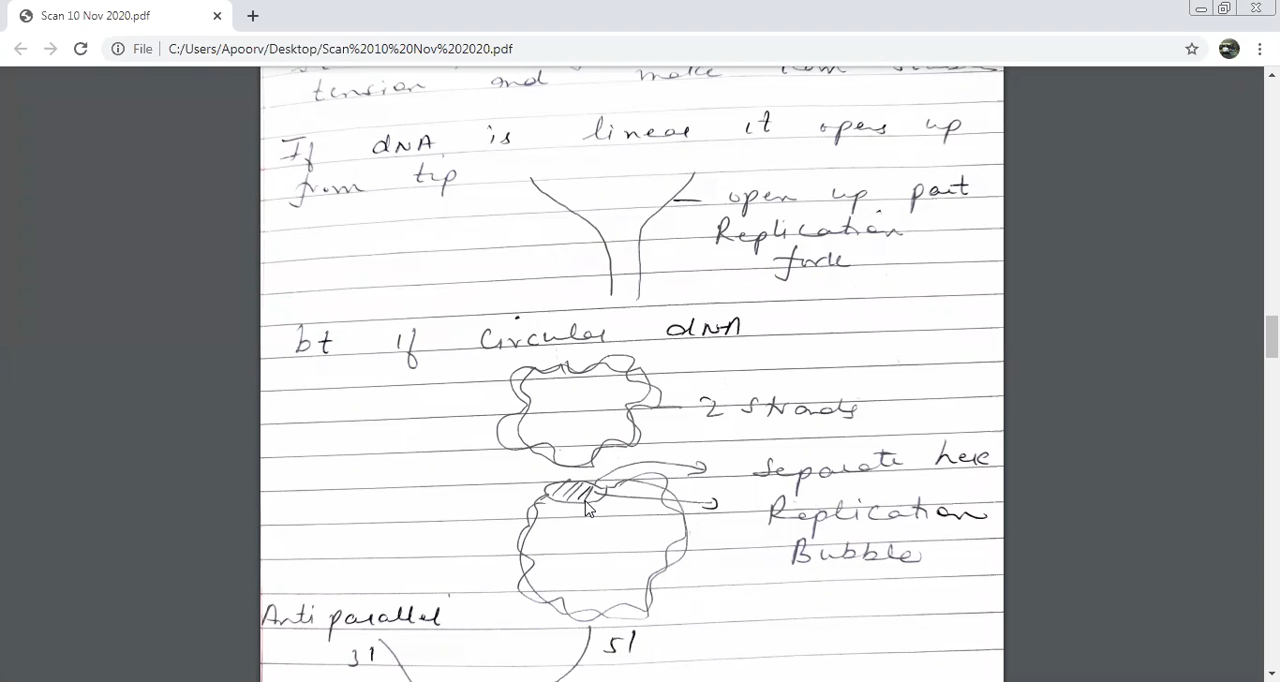 Scan 10 Nov 2020.pdf
File
C:/Users/Apoorv/Desktop/Scan%2010%20Nov%202020.pdf
tension and make
If dNA is linear it opens up
from tip
open up part
Replication
fork
bt if Circular dNA
2 strands
Separate here
Replication
Bubble
Anti parallel
3'
5'